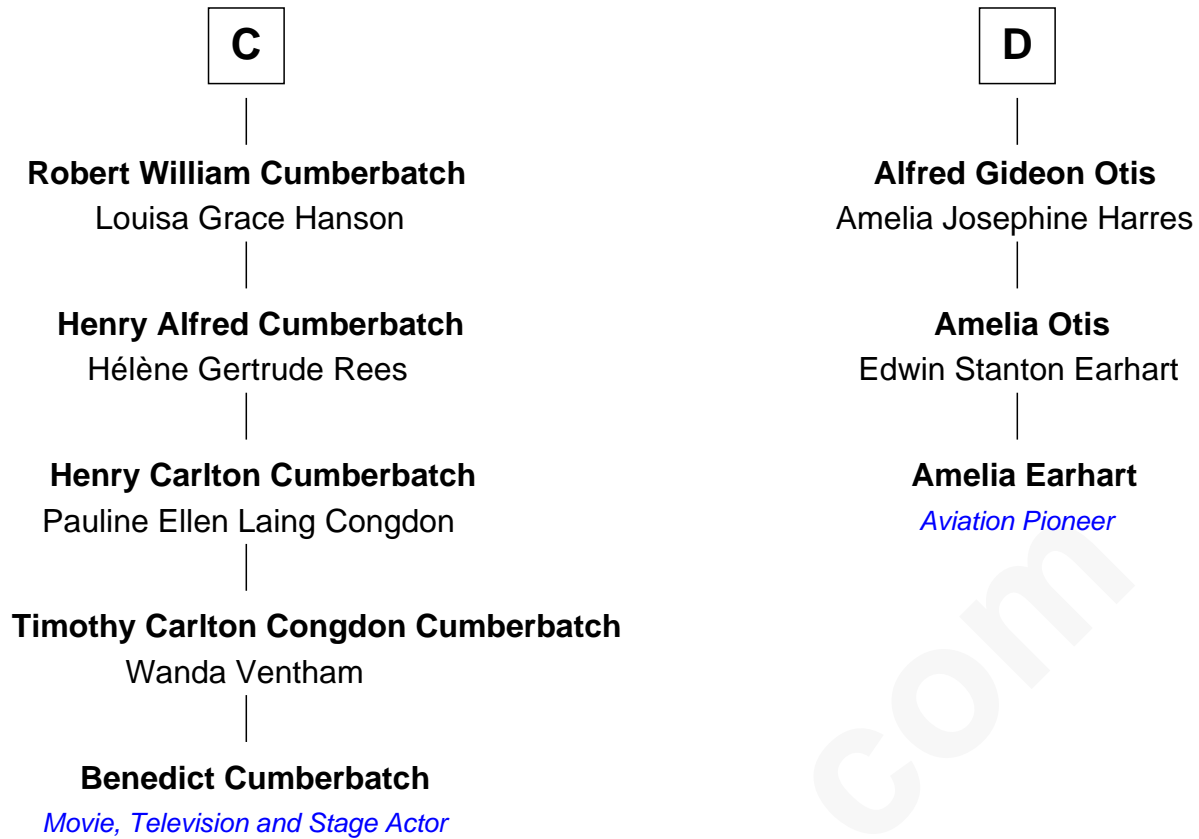 C
Robert William Cumberbatch
Louisa Grace Hanson
Henry Alfred Cumberbatch
Hélène Gertrude Rees
Henry Carlton Cumberbatch
Pauline Ellen Laing Congdon
Timothy Carlton Congdon Cumberbatch
Wanda Ventham
Benedict Cumberbatch
Movie, Television and Stage Actor
D
Alfred Gideon Otis
Amelia Josephine Harres
Amelia Otis
Edwin Stanton Earhart
Amelia Earhart
Aviation Pioneer
com